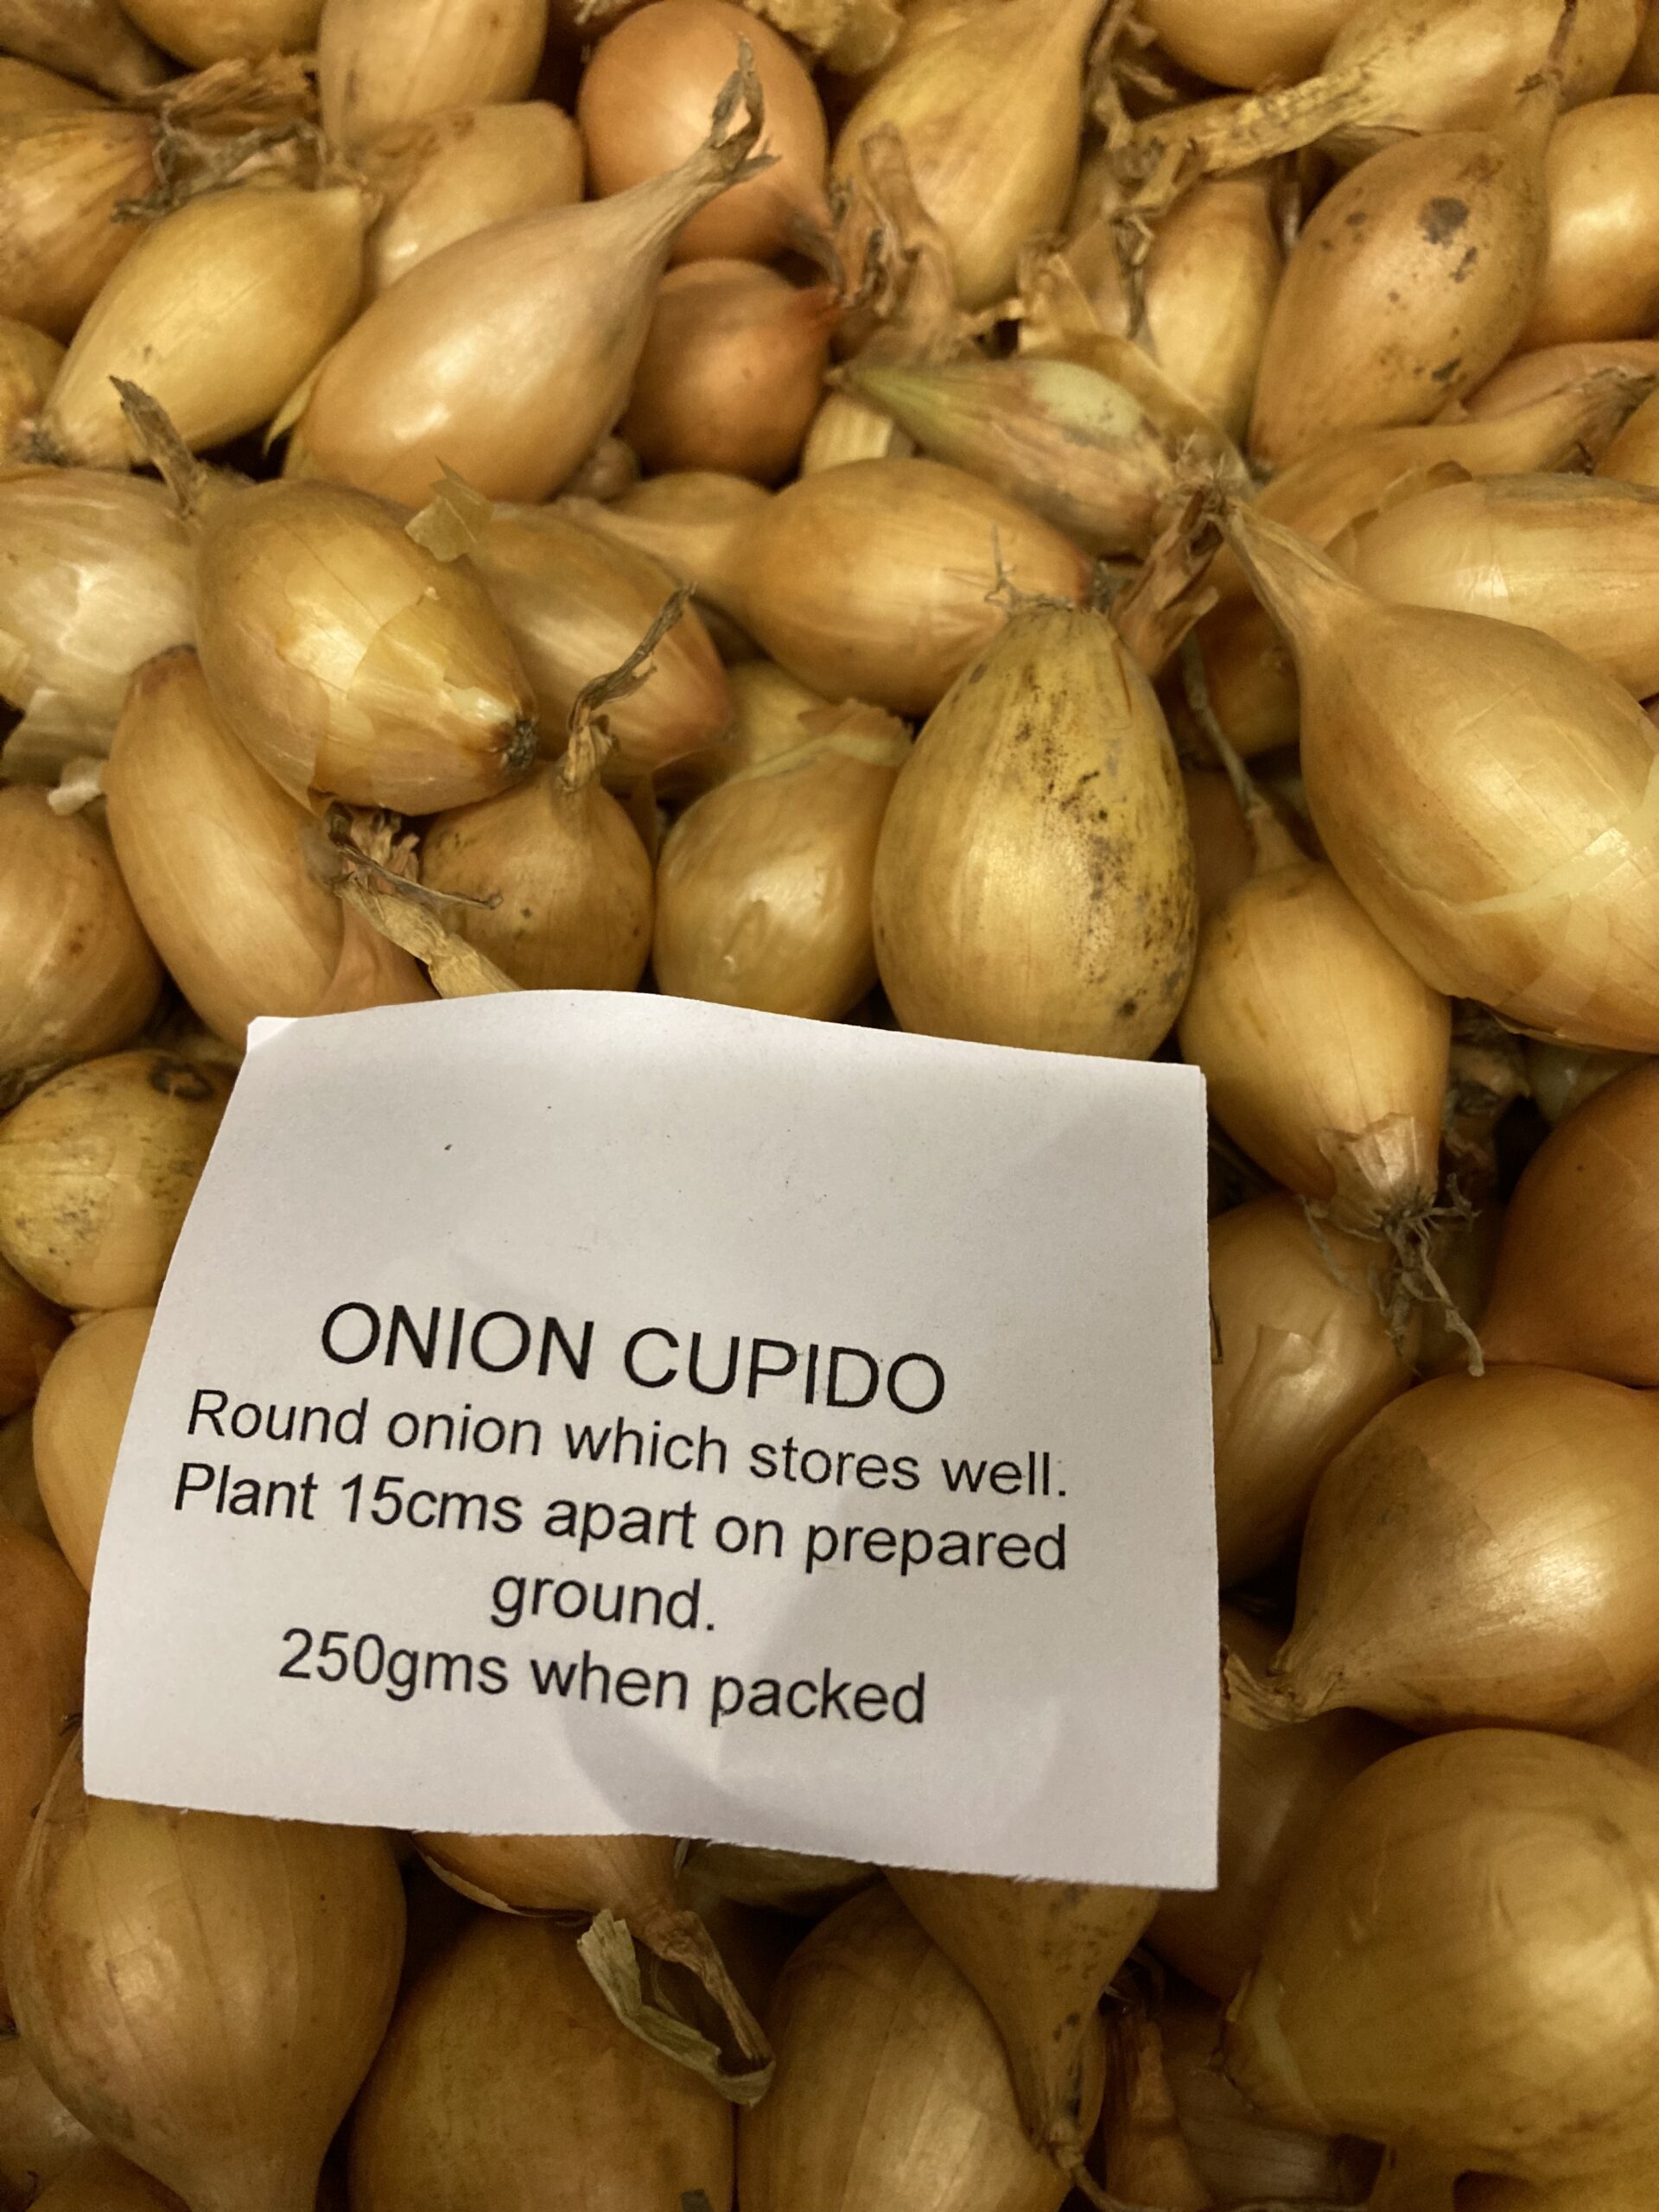 ONION CUPIDO
Round onion which stores well.
Plant 15cms apart on prepared
ground.
250gms when packed